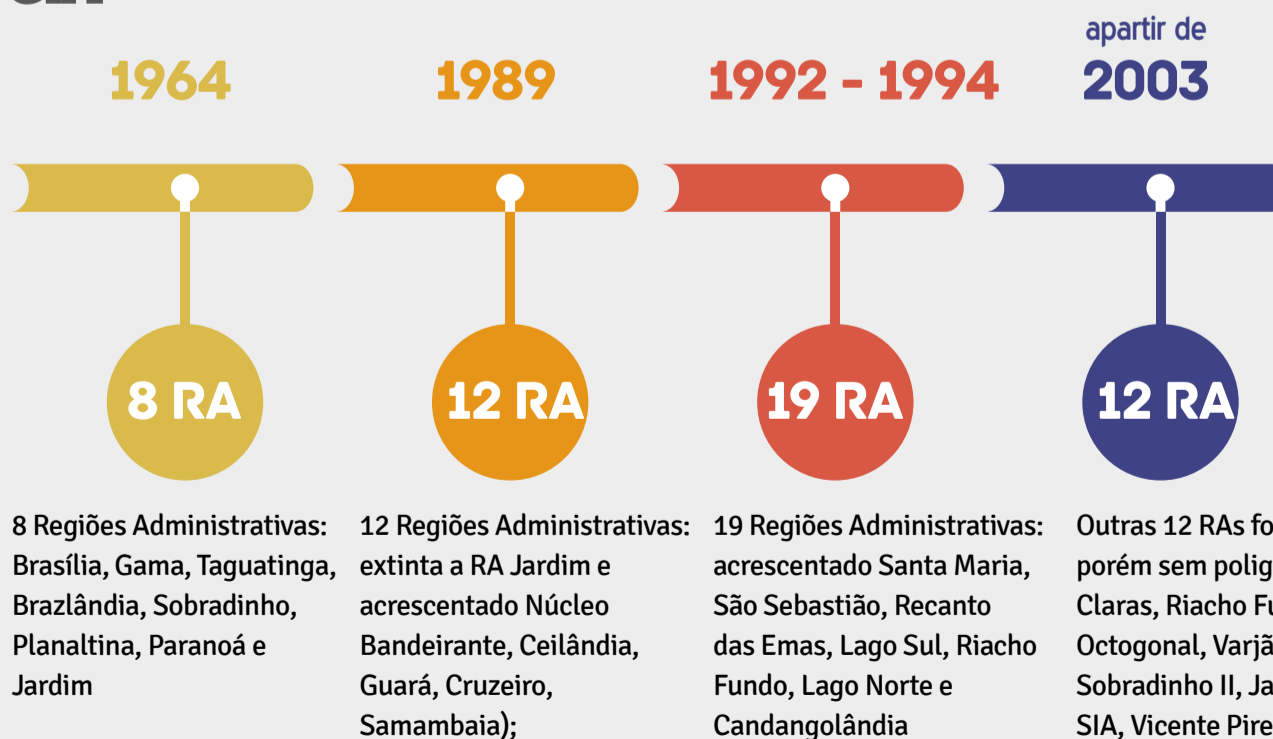 1964
8 RA
8 Regiões Administrativas:
Brasília, Gama, Taguatinga,
Brazlândia, Sobradinho,
Planaltina, Paranoá e
Jardim
1989
12 RA
12 Regiões Administrativas:
extinta a RA Jardim e
acrescentado Núcleo
Bandeirante, Ceilândia,
Guará, Cruzeiro,
Samambaia);
1992 - 1994
19 RA
19 Regiões Administrativas:
acrescentado Santa Maria,
São Sebastião, Recanto
das Emas, Lago Sul, Riacho
Fundo, Lago Norte e
Candangolândia
apartir de
2003
12 RA
Outras 12 RAs
porém sem
Claras, Riacho
Octogonal,
Sobradinho II,
SIA, Vicente